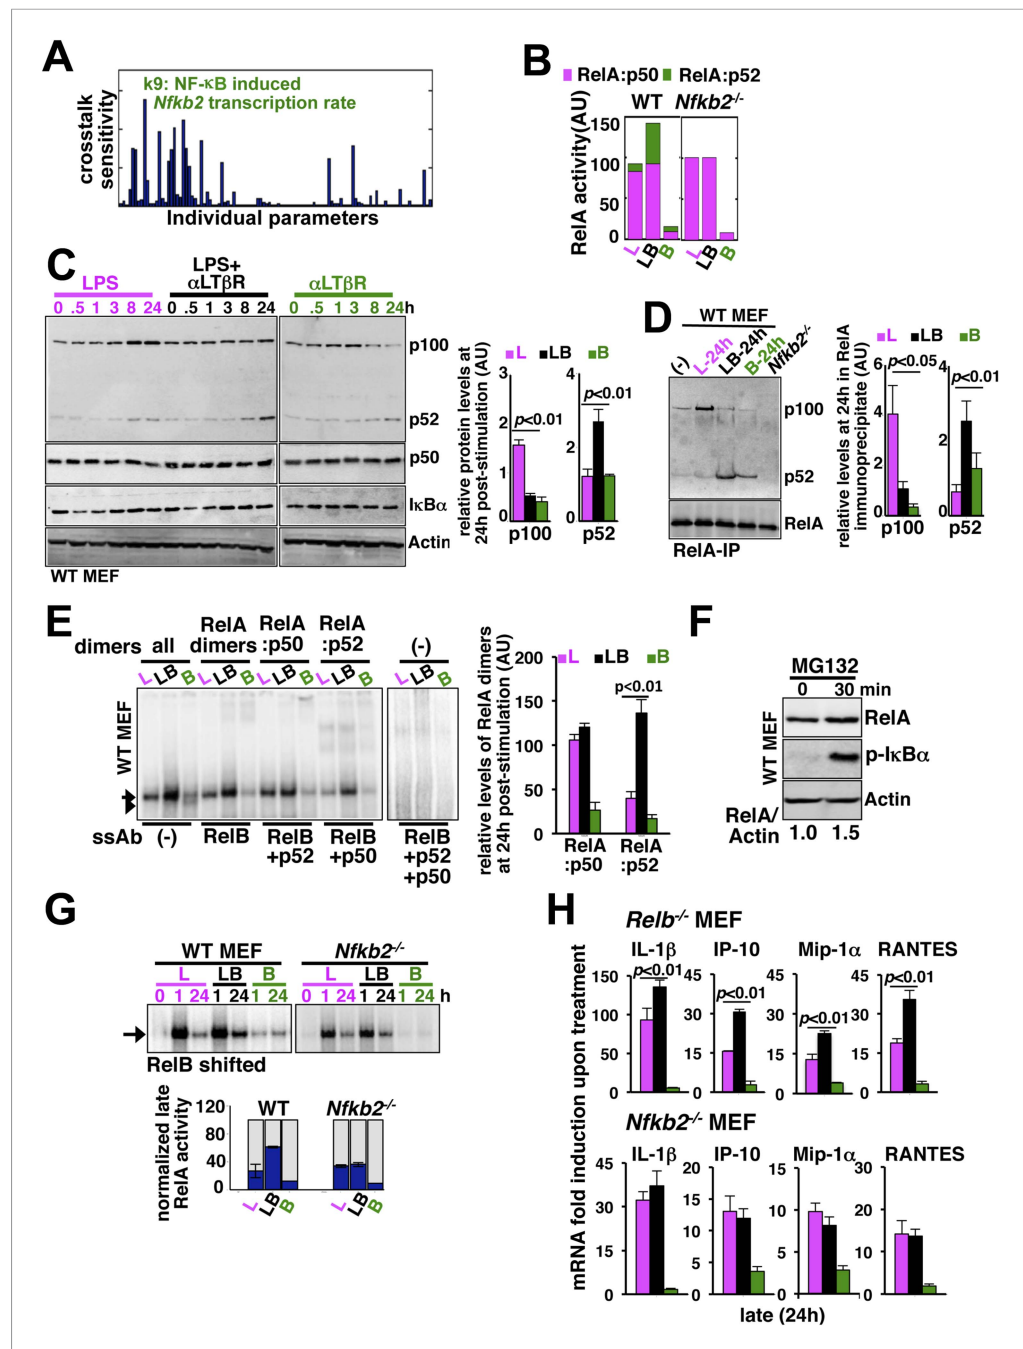 A
k9: NF-κB induced
Nfkb2 transcription rate
crosstalk
sensitivity
Individual parameters
B
RelA:p50 RelA:p52
WT Nfkb2-/-
RelA activity(AU)
150
100
50
0
L LB B L LB B
C
LPS LPS+
αLTβR αLTβR
0 .5 1 3 8 24 0 .5 1 3 8 24 0 .5 1 3 8 24h
p100
p52
p50
IκBα
Actin
WT MEF
L LB B
relative protein levels at
24h post-stimulation (AU)
3
2
1
0
p<0.01
p100
4
2
0
p<0.01
p52
D
WT MEF
(-) L-24h LB-24h B-24h Nfkb2-/-
p100
p52
RelA
RelA-IP
L LB B
relative levels at 24h in RelA
immunoprecipitate (AU)
6
4
2
0
p<0.05
p100
4
2
0
p<0.01
p52
E
dimers all RelA
dimers RelA
:p50 RelA
:p52 (-)
L LB B L LB B L LB B L LB B L LB B
WT MEF
ssAb (-) RelB RelB
+p52 RelB
+p50 RelB
+p52
+p50
relative levels of RelA dimers
at 24h post-stimulation (AU)
200
150
100
50
0
L LB B
p<0.01
RelA
:p50 RelA
:p52
F
MG132
0 30 min
WT MEF
RelA
p-IκBα
Actin
RelA/
Actin 1.0 1.5
G
WT MEF Nfkb2-/-
L LB B L LB B
0 1 24 1 24 1 24 0 1 24 1 24 1 24 h
RelB shifted
normalized late
RelA activity
120
80
40
0
WT Nfkb2-/-
L LB B L LB B
H
Relb-/- MEF
mRNA fold induction upon treatment
IL-1β IP-10 Mip-1α RANTES
150
100
50
0
p<0.01
45
30
15
0
p<0.01
45
30
15
0
p<0.01
45
30
15
0
p<0.01
Nfkb2-/- MEF
IL-1β IP-10 Mip-1α RANTES
45
30
15
0
20
15
10
5
0
15
10
5
0
30
20
10
0
late (24h)